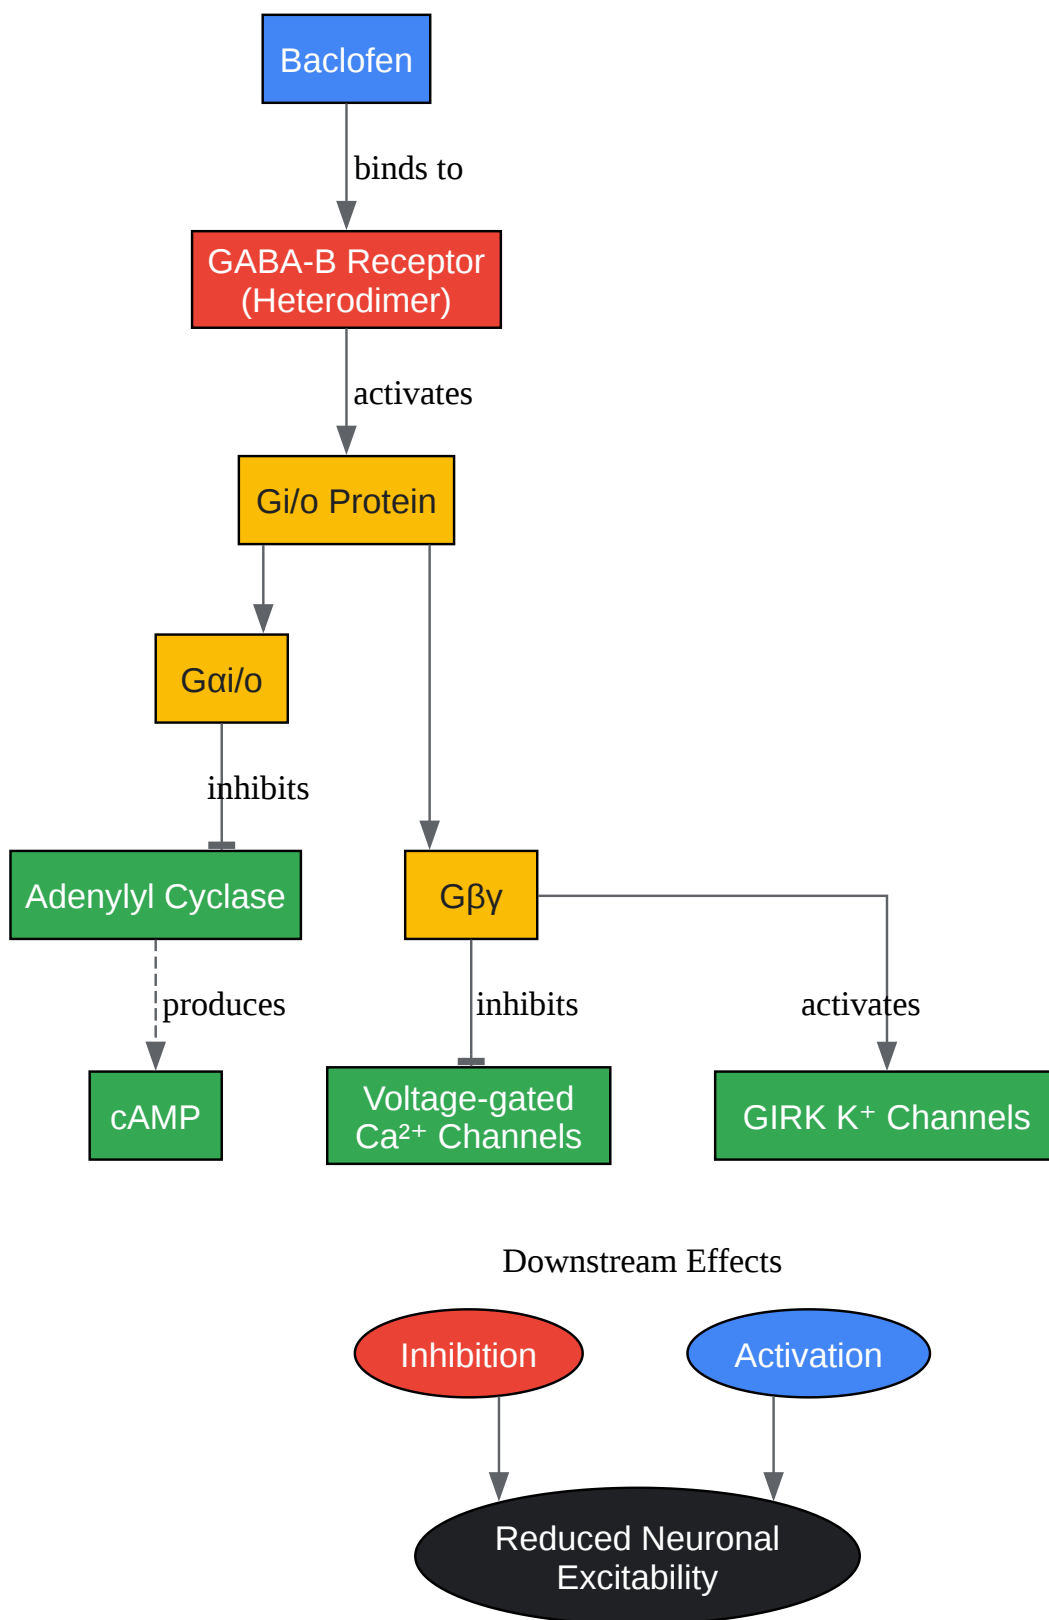 Baclofen
binds to
GABA-B Receptor
(Heterodimer)
activates
Gi/o Protein
Gαi/o
inhibits
Adenylyl Cyclase
Gβγ
produces
inhibits
activates
cAMP
Voltage-gated
Ca²⁺ Channels
GIRK K⁺ Channels
Downstream Effects
Inhibition
Activation
Reduced Neuronal
Excitability